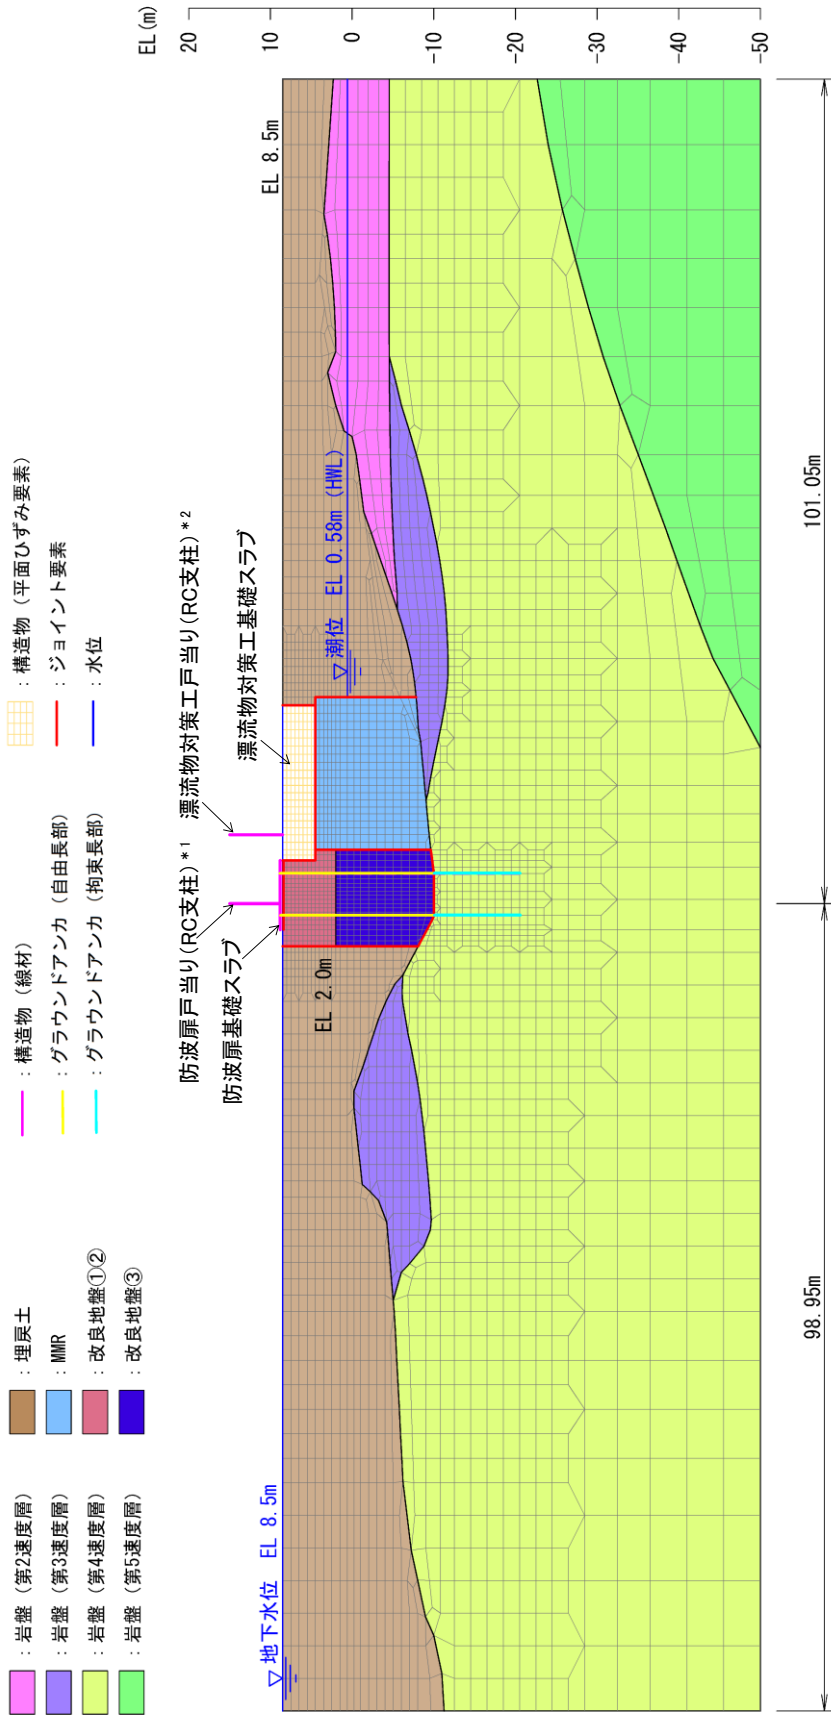 ：岩盤（第2速度層）
：岩盤（第3速度層）
：岩盤（第4速度層）
：岩盤（第5速度層）
：埋戻土
：MMR
：改良地盤①②
：改良地盤③
：構造物（線材）
：グラウンドアンカ（自由長部）
：グラウンドアンカ（拘束長部）
：構造物（平面ひずみ要素）
：ジョイント要素
：水位
防波扉戸当り(RC支柱)*1
漂流物対策工戸当り(RC支柱)*2
防波扉基礎スラブ
漂流物対策工基礎スラブ
EL(m)
20
10
0
-10
-20
-30
-40
-50
地下水位 EL 8.5m
EL 2.0m
潮位 EL 0.58m (HWL)
EL 8.5m
98.95m
101.05m